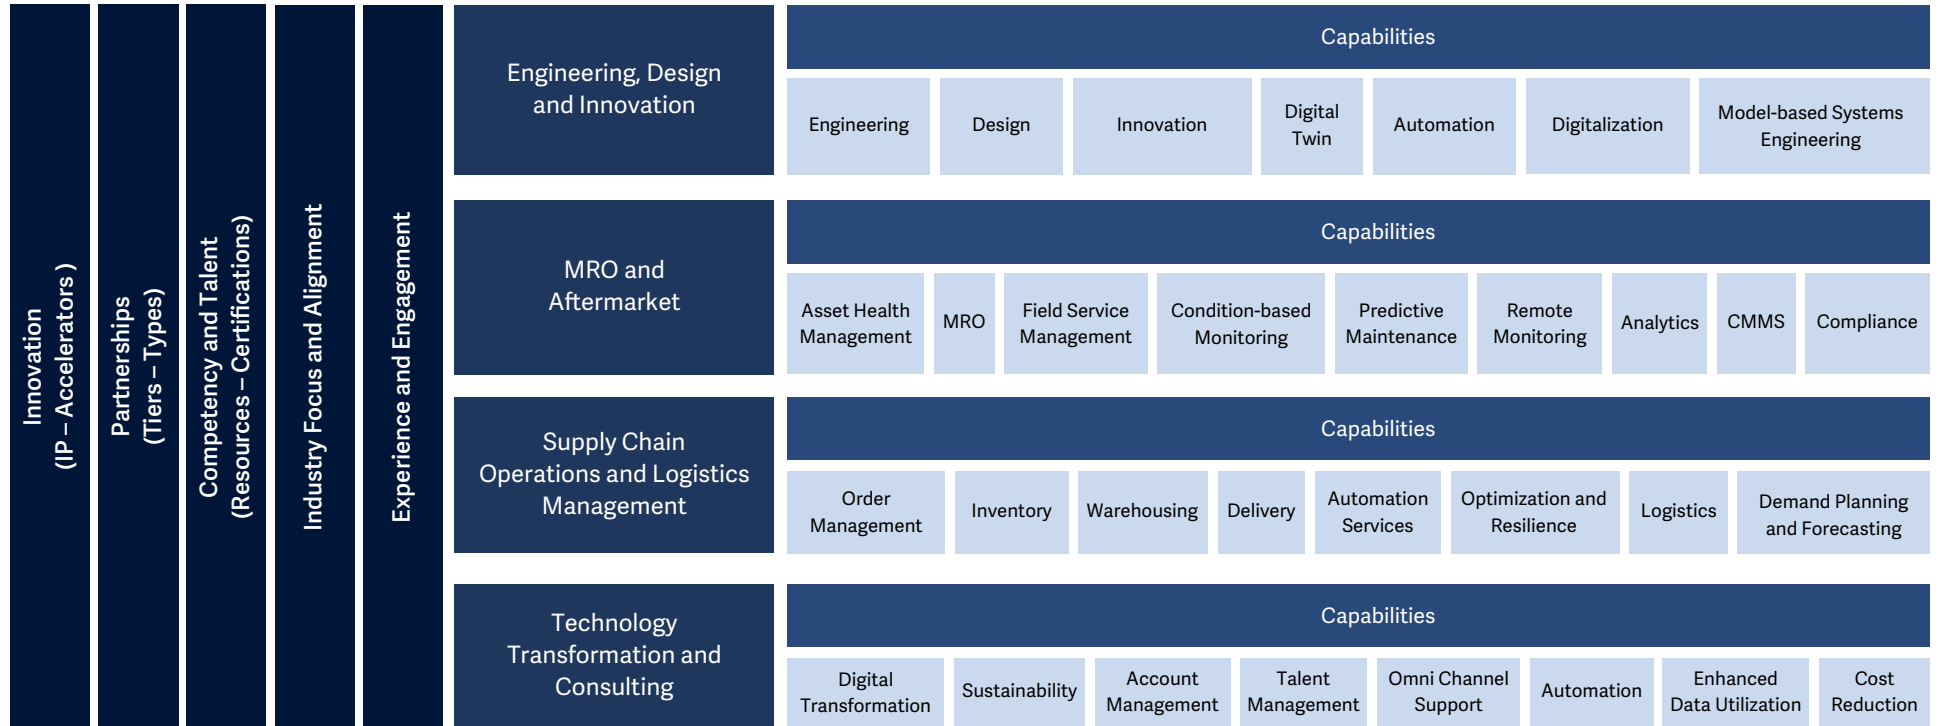 Innovation
(IP – Accelerators )
Partnerships
(Tiers – Types)
Competency and Talent
(Resources – Certifications)
Industry Focus and Alignment
Experience and Engagement
Engineering, Design
and Innovation
Capabilities
Engineering
Design
Innovation
Digital
Twin
Automation
Digitalization
Model-based Systems
Engineering
MRO and
Aftermarket
Capabilities
Asset Health
Management
MRO
Field Service
Management
Condition-based
Monitoring
Predictive
Maintenance
Remote
Monitoring
Analytics
CMMS
Compliance
Supply Chain
Operations and Logistics
Management
Capabilities
Order
Management
Inventory
Warehousing
Delivery
Automation
Services
Optimization and
Resilience
Logistics
Demand Planning
and Forecasting
Technology
Transformation and
Consulting
Capabilities
Digital
Transformation
Sustainability
Account
Management
Talent
Management
Omni Channel
Support
Automation
Enhanced
Data Utilization
Cost
Reduction